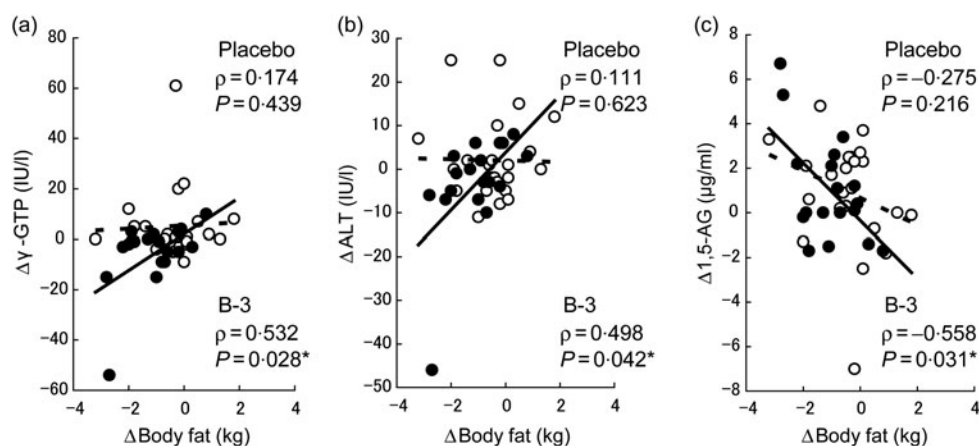 (a)
Placebo
ρ = 0·174
P = 0·439
80
60
40
20
0
−20
−40
−60
Δγ -GTP (IU/l)
B-3
ρ = 0·532
P = 0·028*
−4 −2 0 2 4
ΔBody fat (kg)
(b)
Placebo
ρ = 0·111
P = 0·623
40
30
20
10
0
−10
−20
−30
−40
−50
ΔALT (IU/l)
B-3
ρ = 0·498
P = 0·042*
−4 −2 0 2 4
ΔBody fat (kg)
(c)
Placebo
ρ = −0·275
P = 0·216
8
6
4
2
0
−2
−4
−6
−8
Δ1,5-AG (μg/ml)
B-3
ρ = −0·558
P = 0·031*
−4 −2 0 2 4
ΔBody fat (kg)